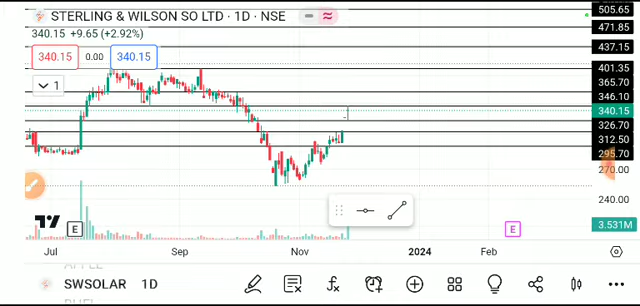 STERLING & WILSON SO LTD · 1D · NSE
505.65
471.85
340.15 +9.65 (+2.92%)
437.15
340.15 0.00 340.15
401.35
365.70
1
346.10
340.15
326.70
312.50
295.70
270.00
240.00
E
E
3.531M
Jul Sep Nov 2024 Feb
SWSOLAR 1D